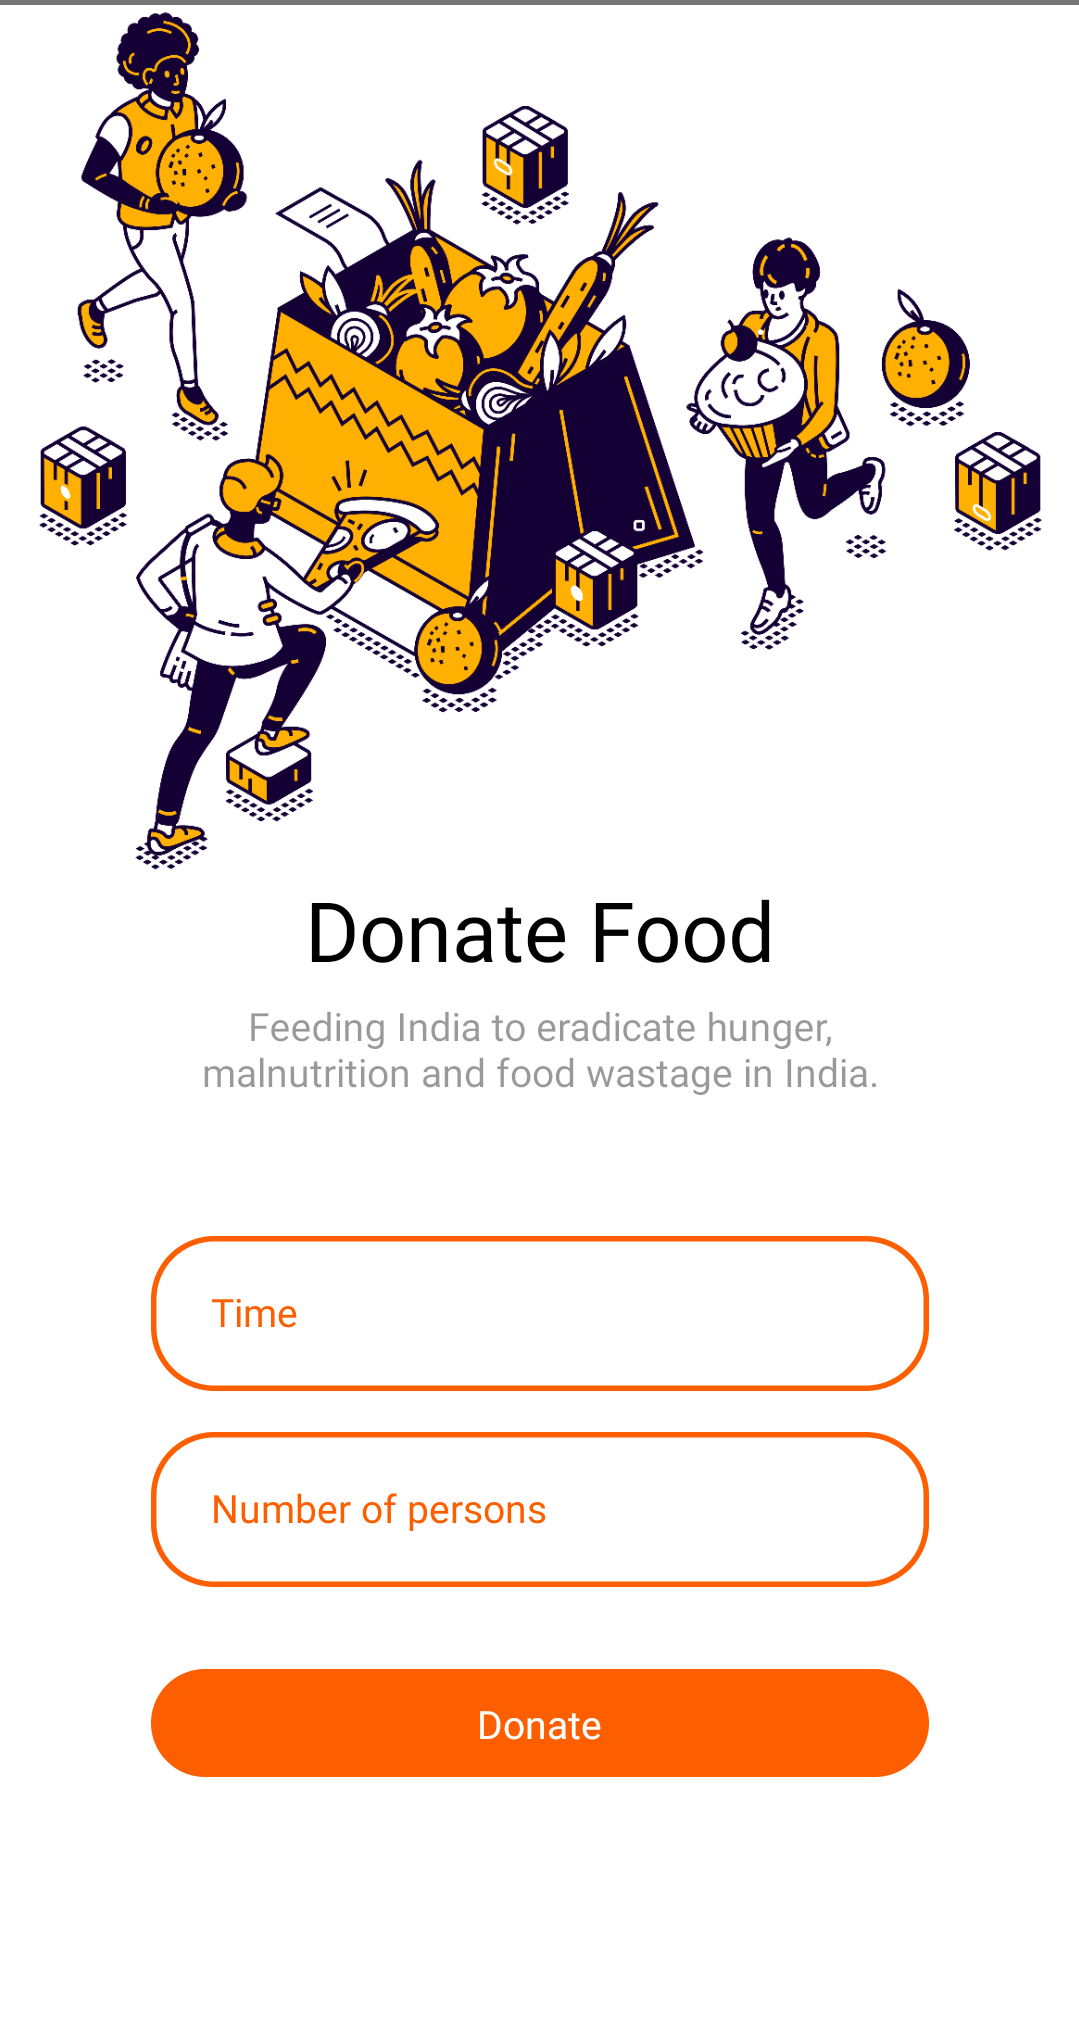 Donate Food
Feeding India to eradicate hunger,
malnutrition and food wastage in India.
Time
Number of persons
Donate